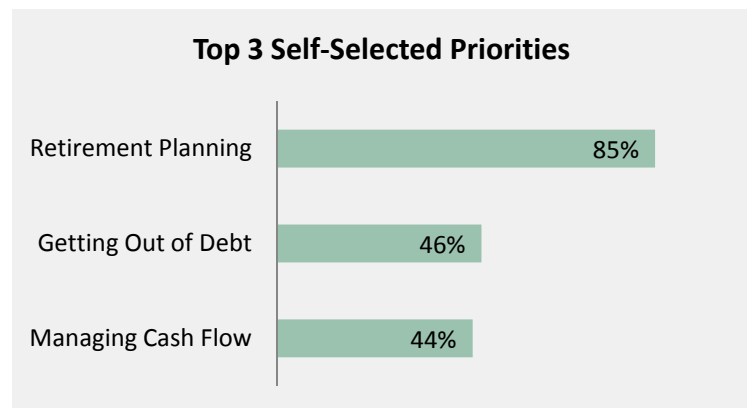 Top 3 Self-Selected Priorities
Retirement Planning 85%
Getting Out of Debt 46%
Managing Cash Flow 44%